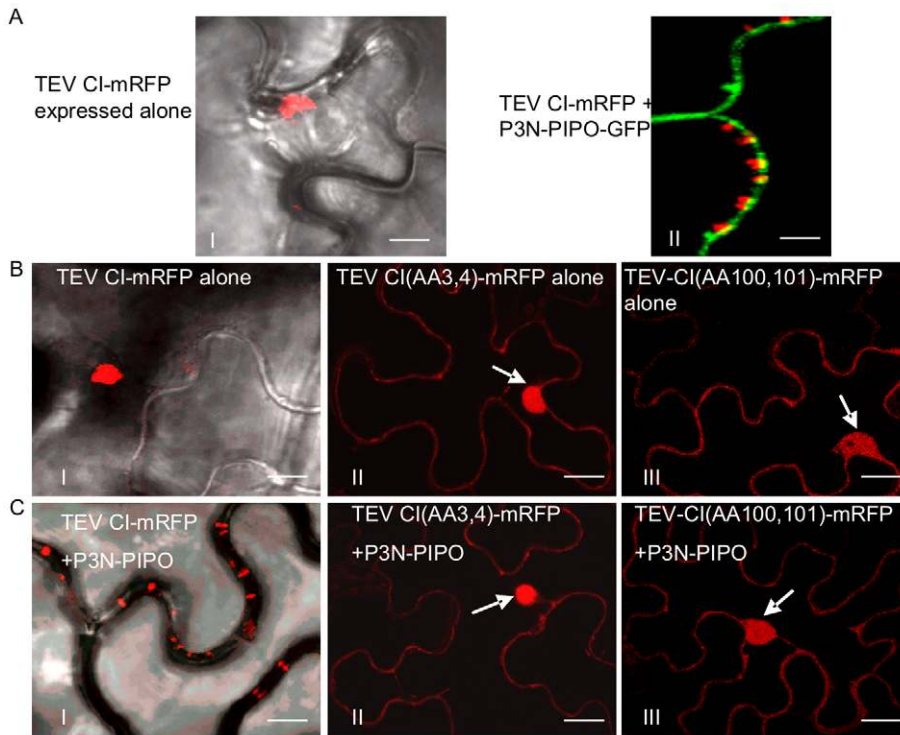 A
TEV CI-mRFP
expressed alone
I
TEV CI-mRFP +
P3N-PIPO-GFP
II
B
TEV CI-mRFP alone
I
TEV CI(AA3,4)-mRFP alone
II
TEV-CI(AA100,101)-mRFP
alone
III
C
TEV CI-mRFP
+P3N-PIPO
I
TEV CI(AA3,4)-mRFP
+P3N-PIPO
II
TEV-CI(AA100,101)-mRFP
+P3N-PIPO
III